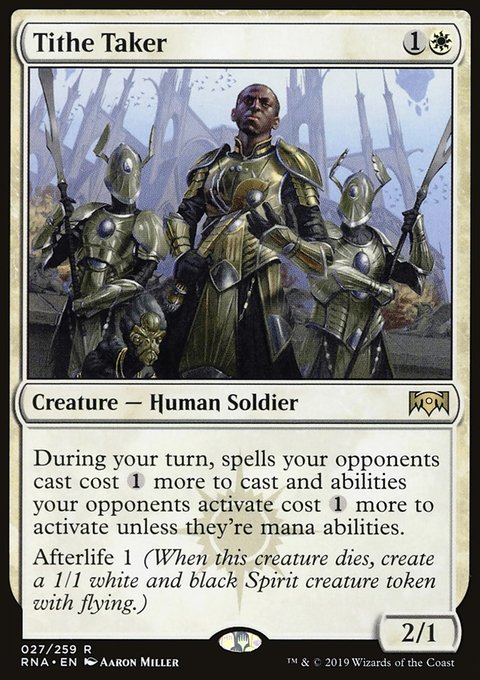 Tithe Taker 1
Creature — Human Soldier
During your turn, spells your opponents
cast cost 1 more to cast and abilities
your opponents activate cost 1 more to
activate unless they're mana abilities.
Afterlife 1 (When this creature dies, create
a 1/1 white and black Spirit creature token
with flying.)
2/1
027/259 R
RNA • EN Aaron Miller
™ & © 2019 Wizards of the Coast